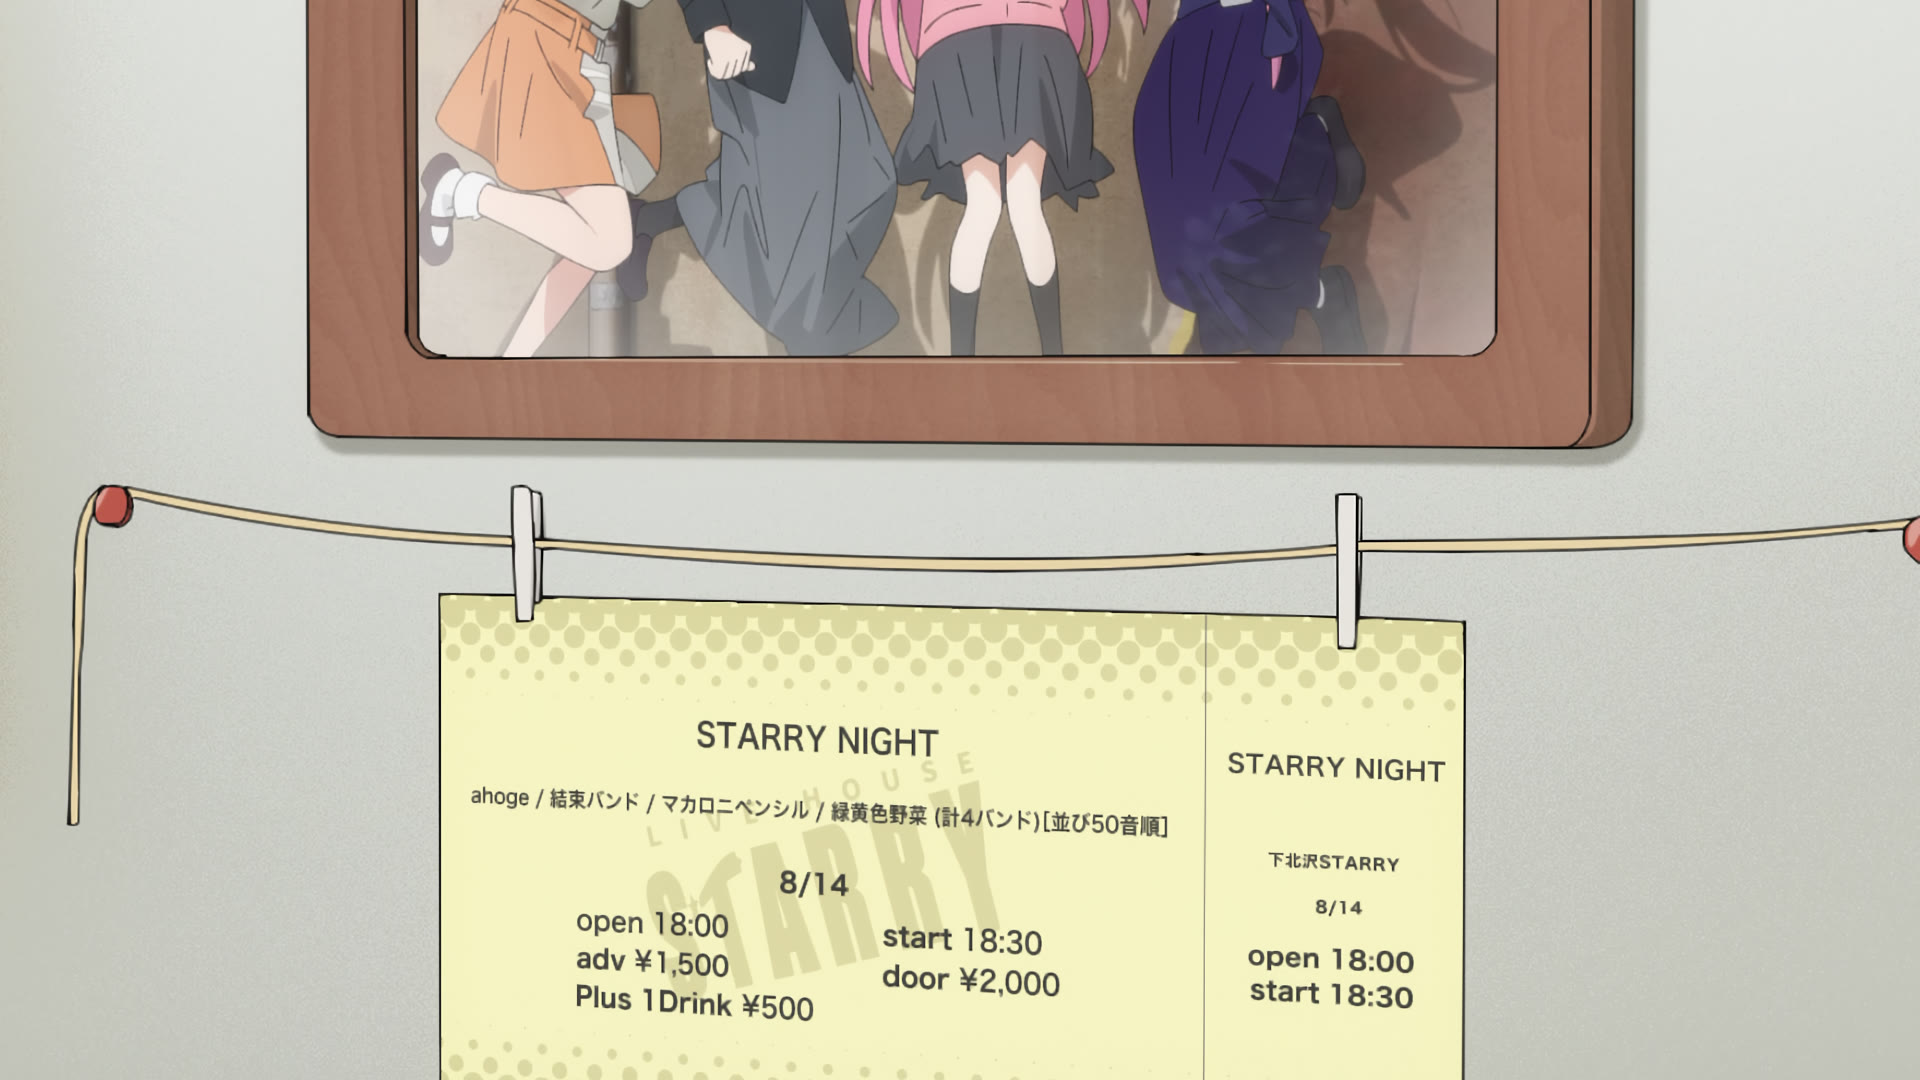 STARRY NIGHT
ahoge / 結束バンド / マカロニペンシル / 緑黄色野菜 (計4バンド)[並び50音順]
LIVE HOUSE
STARRY
8/14
open 18:00
start 18:30
adv ¥1,500
door ¥2,000
Plus 1Drink ¥500
STARRY NIGHT
下北沢STARRY
8/14
open 18:00
start 18:30